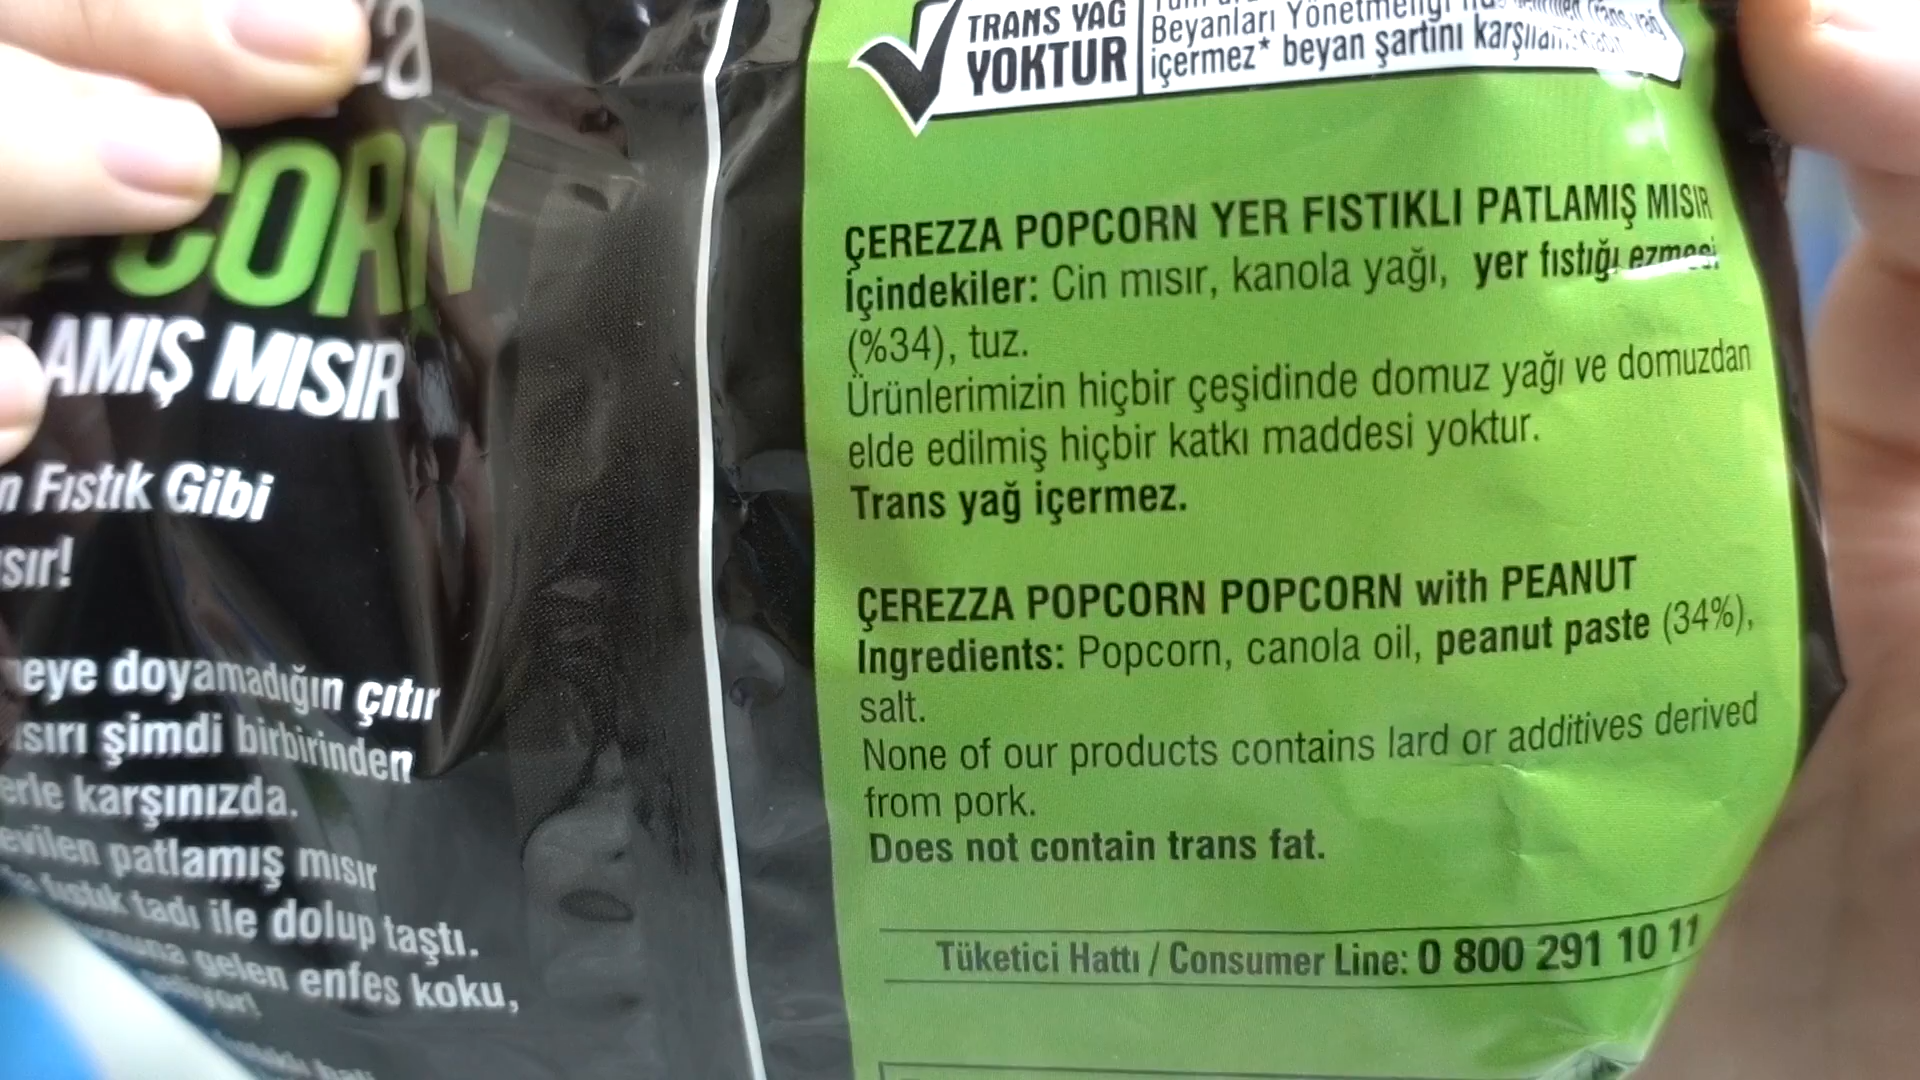 CORN
AMIŞ MISIR
n Fıstık Gibi
sır!
eye doyamadığın çıtır
sırı şimdi birbirinden
erle karşınızda.
evilen patlamış mısır
fıstık tadı ile dolup taştı.
gelen enfes koku,
TRANS YAĞ
YOKTUR
Beyanları Yönetmeliği
içermez* beyan şartını
ÇEREZZA POPCORN YER FISTIKLI PATLAMIŞ MISIR
İçindekiler: Cin mısır, kanola yağı, yer fıstığı ezmesi
(%34), tuz.
Ürünlerimizin hiçbir çeşidinde domuz yağı ve domuzdan
elde edilmiş hiçbir katkı maddesi yoktur.
Trans yağ içermez.
ÇEREZZA POPCORN POPCORN with PEANUT
İngredients: Popcorn, canola oil, peanut paste (34%),
salt.
None of our products contains lard or additives derived
from pork.
Does not contain trans fat.
Tüketici Hattı / Consumer Line: 0 800 291 10 11